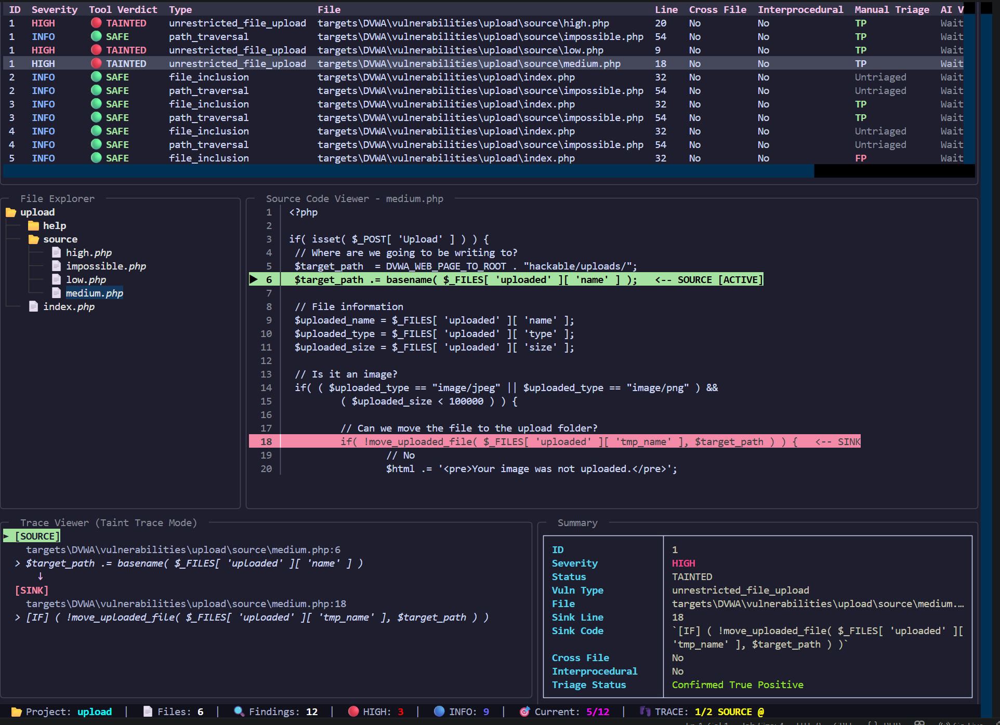 ID Severity Tool Verdict Type File Line Cross File Interprocedural Manual Triage AI V
1 HIGH TAINTED unrestricted_file_upload targets\DVWA\vulnerabilities\upload\source\high.php 20 No No TP Wait
1 INFO SAFE path_traversal targets\DVWA\vulnerabilities\upload\source\impossible.php 54 No No TP Wait
1 HIGH TAINTED unrestricted_file_upload targets\DVWA\vulnerabilities\upload\source\low.php 9 No No TP Wait
1 HIGH TAINTED unrestricted_file_upload targets\DVWA\vulnerabilities\upload\source\medium.php 18 No No TP Wait
2 INFO SAFE file_inclusion targets\DVWA\vulnerabilities\upload\index.php 32 No No Untriaged Wait
2 INFO SAFE path_traversal targets\DVWA\vulnerabilities\upload\source\impossible.php 54 No No Untriaged Wait
3 INFO SAFE file_inclusion targets\DVWA\vulnerabilities\upload\index.php 32 No No TP Wait
3 INFO SAFE path_traversal targets\DVWA\vulnerabilities\upload\source\impossible.php 54 No No TP Wait
4 INFO SAFE file_inclusion targets\DVWA\vulnerabilities\upload\index.php 32 No No Untriaged Wait
4 INFO SAFE path_traversal targets\DVWA\vulnerabilities\upload\source\impossible.php 54 No No Untriaged Wait
5 INFO SAFE file_inclusion targets\DVWA\vulnerabilities\upload\index.php 32 No No FP Wait
File Explorer
upload
help
source
high.php
impossible.php
low.php
medium.php
index.php
Source Code Viewer - medium.php
1 <?php
2
3 if( isset( $_POST[ 'Upload' ] ) ) {
4 // Where are we going to be writing to?
5 $target_path  = DVWA_WEB_PAGE_TO_ROOT . "hackable/uploads/";
▶ 6 $target_path .= basename( $_FILES[ 'uploaded' ][ 'name' ] );   <-- SOURCE [ACTIVE]
7
8 // File information
9 $uploaded_name = $_FILES[ 'uploaded' ][ 'name' ];
10 $uploaded_type = $_FILES[ 'uploaded' ][ 'type' ];
11 $uploaded_size = $_FILES[ 'uploaded' ][ 'size' ];
12
13 // Is it an image?
14 if( ( $uploaded_type == "image/jpeg" || $uploaded_type == "image/png" ) &&
15 ( $uploaded_size < 100000 ) ) {
16
17 // Can we move the file to the upload folder?
18 if( !move_uploaded_file( $_FILES[ 'uploaded' ][ 'tmp_name' ], $target_path ) ) {   <-- SINK
19 // No
20 $html .= '<pre>Your image was not uploaded.</pre>';
Trace Viewer (Taint Trace Mode)
► [SOURCE]
targets\DVWA\vulnerabilities\upload\source\medium.php:6
> $target_path .= basename( $_FILES[ 'uploaded' ][ 'name' ] )
↓
[SINK]
targets\DVWA\vulnerabilities\upload\source\medium.php:18
> [IF] ( !move_uploaded_file( $_FILES[ 'uploaded' ][ 'tmp_name' ], $target_path ) )
Summary
ID 1
Severity HIGH
Status TAINTED
Vuln Type unrestricted_file_upload
File targets\DVWA\vulnerabilities\upload\source\medium.…
Sink Line 18
Sink Code `[IF] ( !move_uploaded_file( $_FILES[ 'uploaded' ][
'tmp_name' ], $target_path ) )`
Cross File No
Interprocedural No
Triage Status Confirmed True Positive
Project: upload | Files: 6 | Findings: 12 | HIGH: 3 | INFO: 9 | Current: 5/12 | TRACE: 1/2 SOURCE @